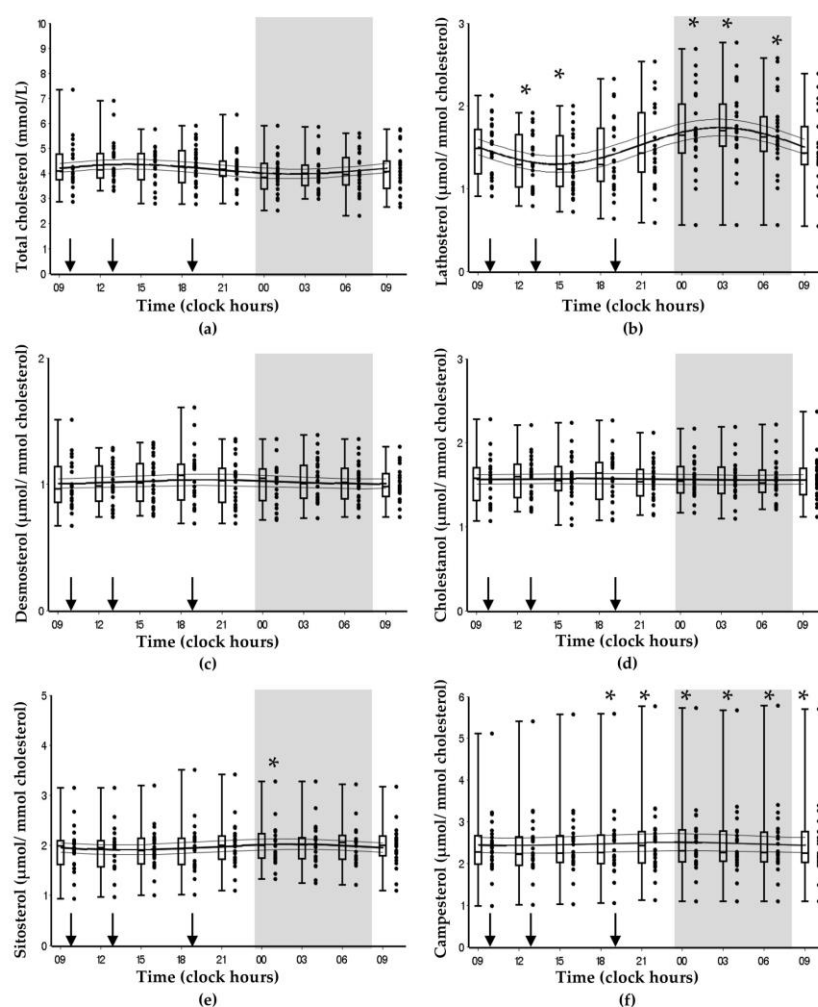 10
9
8
7
6
5
4
3
2
1
0
Total cholesterol (mmol/L)
09 12 15 18 21 00 03 06 09
Time (clock hours)
(a)
3
2
1
0
Lathosterol (μmol/ mmol cholesterol)
* * * * *
09 12 15 18 21 00 03 06 09
Time (clock hours)
(b)
2
1
0
Desmosterol (μmol/ mmol cholesterol)
09 12 15 18 21 00 03 06 09
Time (clock hours)
(c)
3
2
1
0
Cholestanol (μmol/ mmol cholesterol)
09 12 15 18 21 00 03 06 09
Time (clock hours)
(d)
5
4
3
2
1
0
Sitosterol (μmol/ mmol cholesterol)
*
09 12 15 18 21 00 03 06 09
Time (clock hours)
(e)
6
5
4
3
2
1
0
Campesterol (μmol/ mmol cholesterol)
* * * * * *
09 12 15 18 21 00 03 06 09
Time (clock hours)
(f)